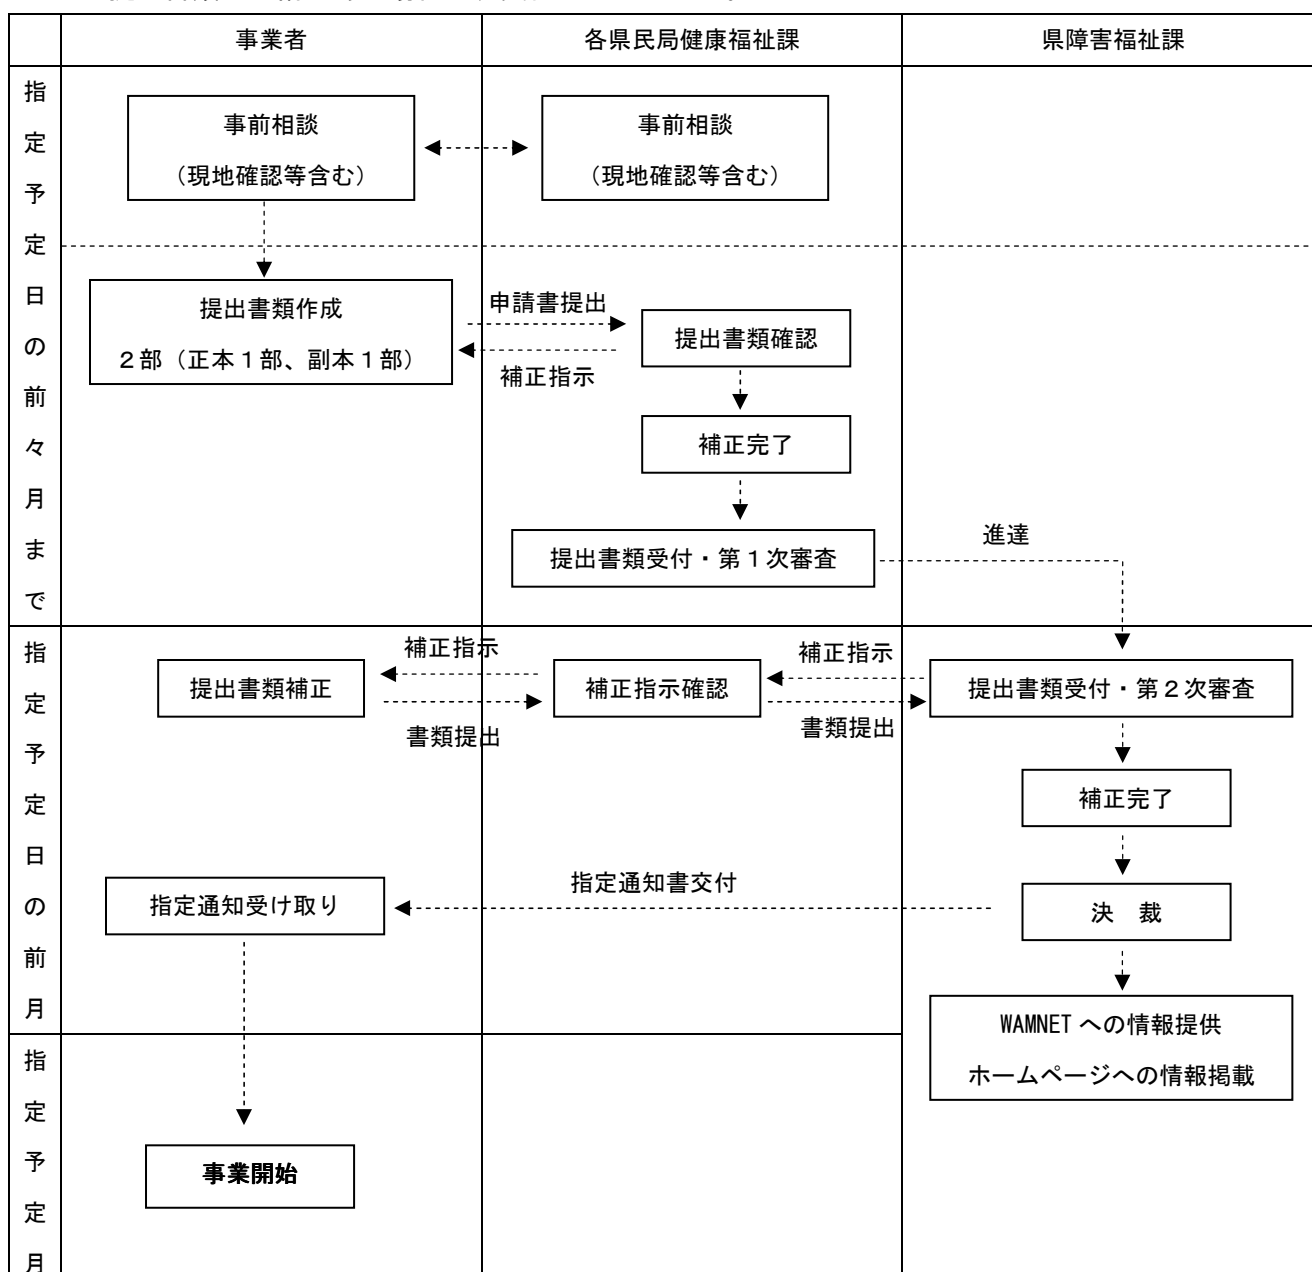 事業者
各県民局健康福祉課
県障害福祉課
指定予定日の前々月まで
事前相談
（現地確認等含む）
事前相談
（現地確認等含む）
提出書類作成
２部（正本１部、副本１部）
申請書提出
補正指示
提出書類確認
補正完了
提出書類受付・第１次審査
進達
指定予定日の前月
提出書類補正
補正指示
書類提出
補正指示確認
補正指示
書類提出
提出書類受付・第２次審査
補正完了
指定通知受け取り
指定通知書交付
決　裁
WAMNET への情報提供
ホームページへの情報掲載
指定予定月
事業開始